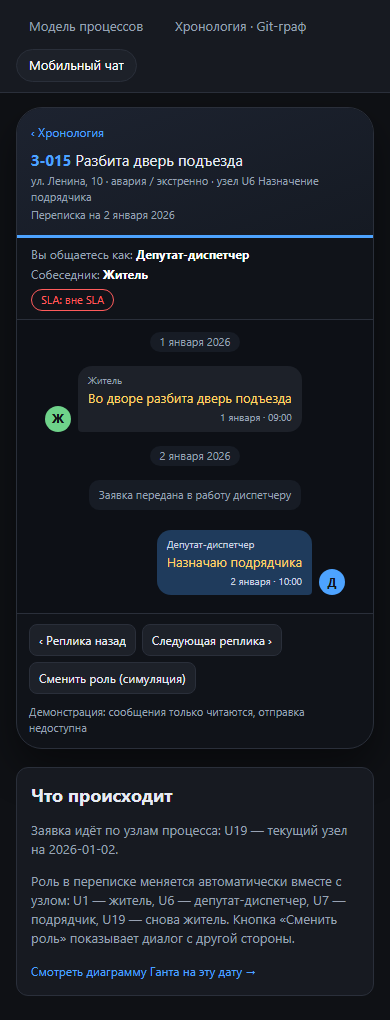 Модель процессов
Хронология · Git-граф
Мобильный чат
‹ Хронология
З-015 Разбита дверь подъезда
ул. Ленина, 10 · авария / экстренно · узел U6 Назначение
подрядчика
Переписка на 2 января 2026
Вы общаетесь как: Депутат-диспетчер
Собеседник: Житель
SLA: вне SLA
1 января 2026
Житель
Во дворе разбита дверь подъезда
1 января · 09:00
Ж
2 января 2026
Заявка передана в работу диспетчеру
Депутат-диспетчер
Назначаю подрядчика
2 января · 10:00
Д
‹ Реплика назад
Следующая реплика ›
Сменить роль (симуляция)
Демонстрация: сообщения только читаются, отправка
недоступна
Что происходит
Заявка идёт по узлам процесса: U19 — текущий узел
на 2026-01-02.
Роль в переписке меняется автоматически вместе с
узлом: U1 — житель, U6 — депутат-диспетчер, U7 —
подрядчик, U19 — снова житель. Кнопка «Сменить
роль» показывает диалог с другой стороны.
Смотреть диаграмму Ганта на эту дату →